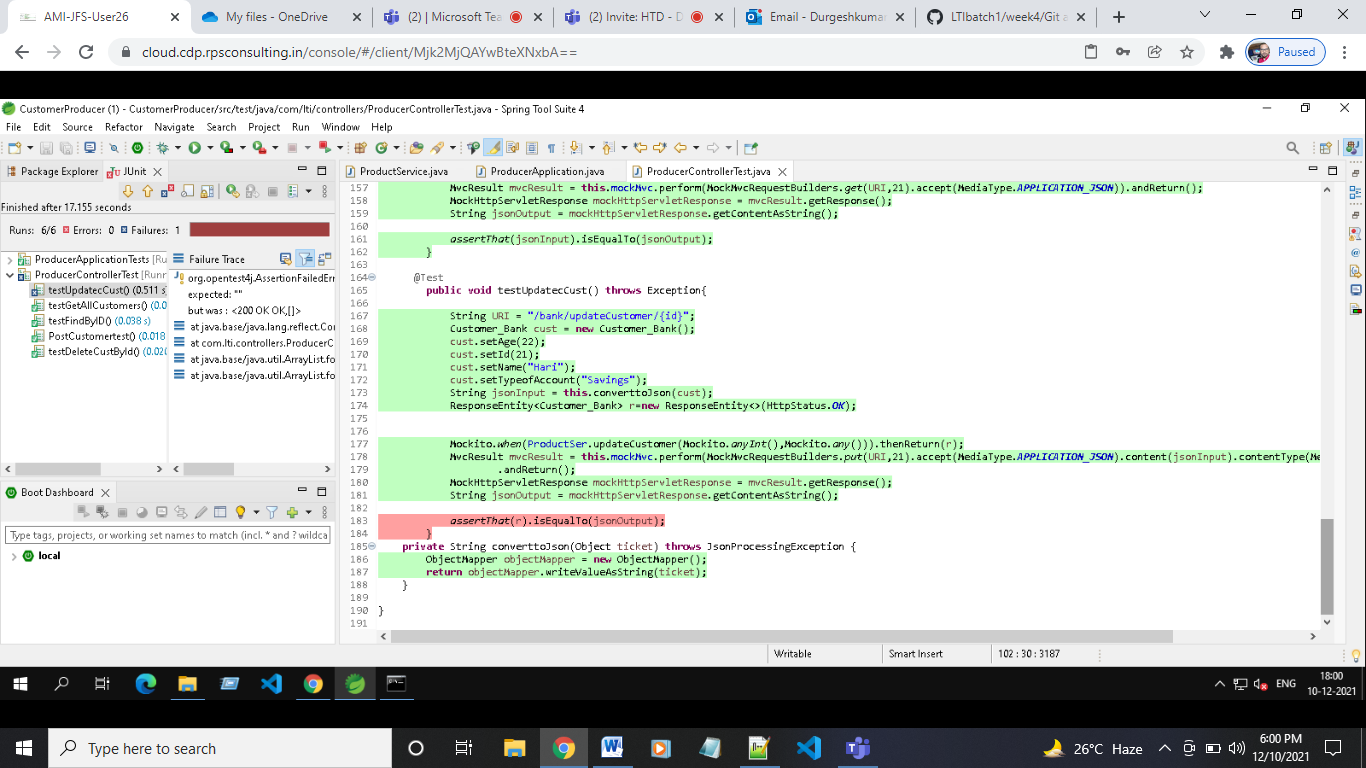 AMI-JFS-User26
My files - OneDrive
(2) | Microsoft Tea
(2) Invite: HTD - D
Email - Durgeshkumar
LTIbatch1/week4/Git a
cloud.cdp.rpsconsulting.in/console/#/client/Mjk2MjQAYwBteXNxbA==
Paused
CustomerProducer (1) - CustomerProducer/src/test/java/com/lti/controllers/ProducerControllerTest.java - Spring Tool Suite 4
File Edit Source Refactor Navigate Search Project Run Window Help
Package Explorer
JUnit
ProductService.java
ProducerApplication.java
ProducerControllerTest.java
Finished after 17.155 seconds
Runs: 6/6 Errors: 0 Failures: 1
ProducerApplicationTests [Ru
ProducerControllerTest [Runr
testUpdatecCust() (0.511 s)
testGetAllCustomers() (0.0
testFindByID() (0.038 s)
PostCustomertest() (0.018
testDeleteCustById() (0.020
Failure Trace
org.opentest4j.AssertionFailedErr
expected: ""
but was : <200 OK OK,[]>
at java.base/java.lang.reflect.Cor
at com.lti.controllers.ProducerC
at java.base/java.util.ArrayList.fo
at java.base/java.util.ArrayList.fo
Boot Dashboard
Type tags, projects, or working set names to match (incl. * and ? wildca
local
157 MvcResult mvcResult = this.mockMvc.perform(MockMvcRequestBuilders.get(URI,21).accept(MediaType.APPLICATION_JSON)).andReturn();
158 MockHttpServletResponse mockHttpServletResponse = mvcResult.getResponse();
159 String jsonOutput = mockHttpServletResponse.getContentAsString();
160
161 assertThat(jsonInput).isEqualTo(jsonOutput);
162 }
163
164 @Test
165 public void testUpdatecCust() throws Exception{
166
167 String URI = "/bank/updateCustomer/{id}";
168 Customer_Bank cust = new Customer_Bank();
169 cust.setAge(22);
170 cust.setId(21);
171 cust.setName("Hari");
172 cust.setTypeofAccount("Savings");
173 String jsonInput = this.converttoJson(cust);
174 ResponseEntity<Customer_Bank> r=new ResponseEntity<>(HttpStatus.OK);
175
176
177 Mockito.when(ProductSer.updateCustomer(Mockito.anyInt(),Mockito.any())).thenReturn(r);
178 MvcResult mvcResult = this.mockMvc.perform(MockMvcRequestBuilders.put(URI,21).accept(MediaType.APPLICATION_JSON).content(jsonInput).contentType(Me
179 .andReturn();
180 MockHttpServletResponse mockHttpServletResponse = mvcResult.getResponse();
181 String jsonOutput = mockHttpServletResponse.getContentAsString();
182
183 assertThat(r).isEqualTo(jsonOutput);
184 }
185 private String converttoJson(Object ticket) throws JsonProcessingException {
186 ObjectMapper objectMapper = new ObjectMapper();
187 return objectMapper.writeValueAsString(ticket);
188 }
189
190 }
191
Writable
Smart Insert
102 : 30 : 3187
ENG
18:00
10-12-2021
Type here to search
26°C Haze
6:00 PM
12/10/2021